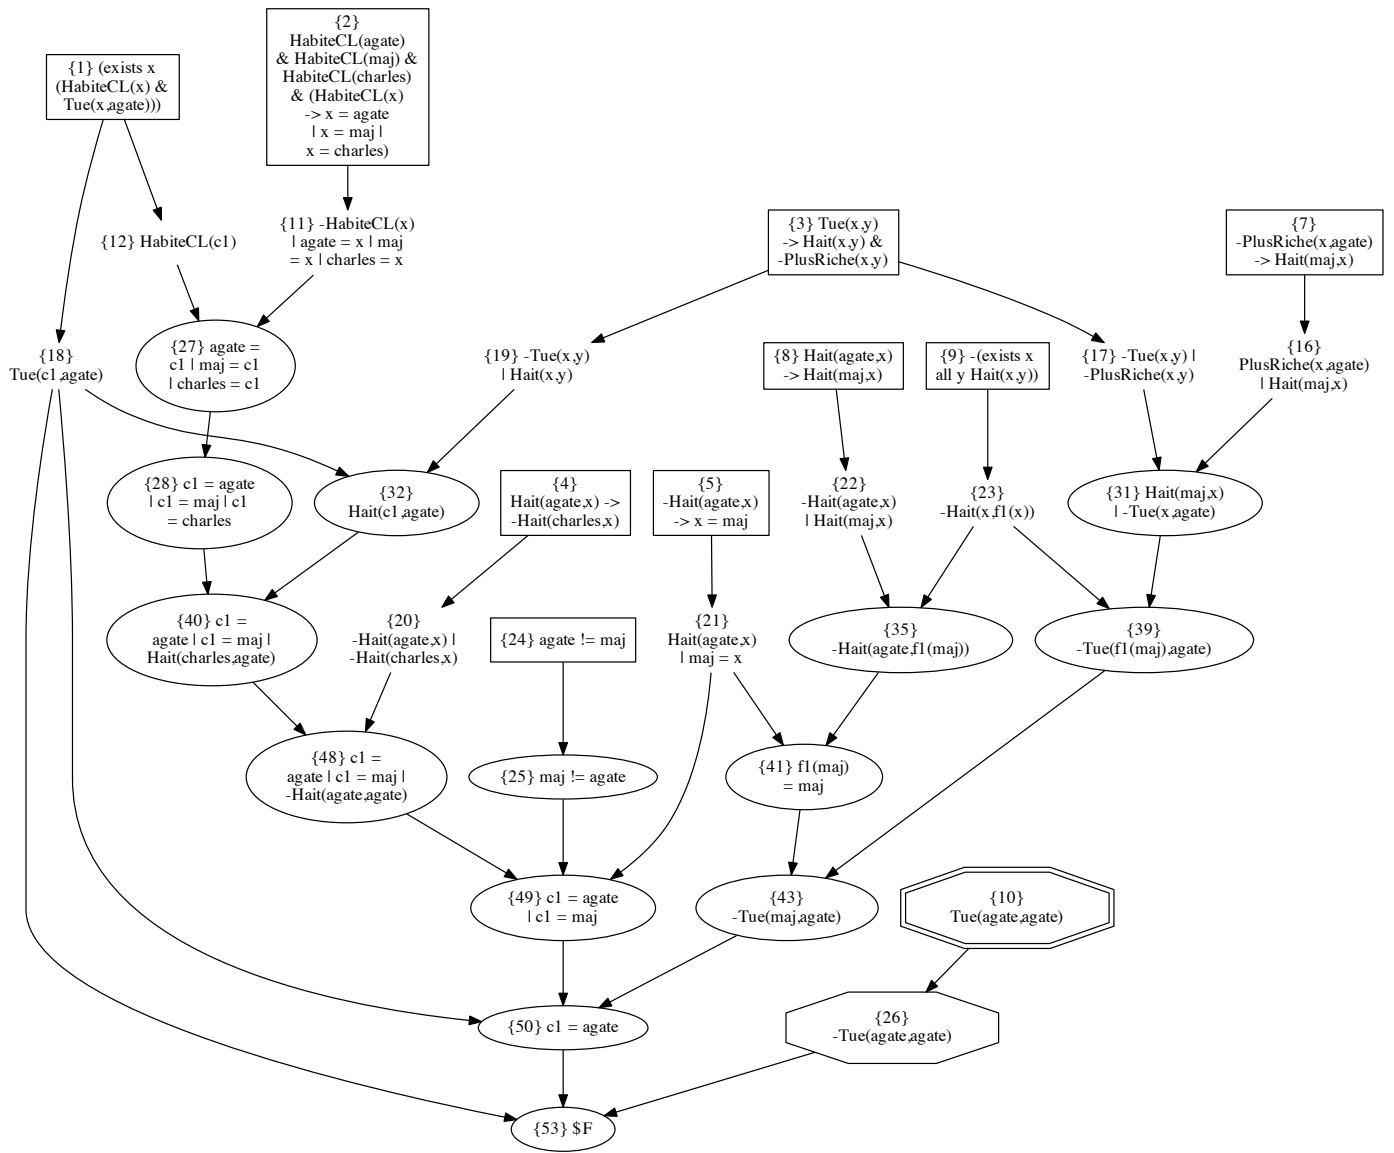 {2}
HabiteCL(agate)
& HabiteCL(maj) &
HabiteCL(charles)
& (HabiteCL(x)
-> x = agate
| x = maj |
x = charles)
{1} (exists x
(HabiteCL(x) &
Tue(x,agate)))
{12} HabiteCL(c1)
{11} -HabiteCL(x)
| agate = x | maj
= x | charles = x
{3} Tue(x,y)
-> Hait(x,y) &
-PlusRiche(x,y)
{7}
-PlusRiche(x,agate)
-> Hait(maj,x)
{18}
Tue(c1,agate)
{27} agate =
c1 | maj = c1
| charles = c1
{19} -Tue(x,y)
| Hait(x,y)
{8} Hait(agate,x)
-> Hait(maj,x)
{9} -(exists x
all y Hait(x,y))
{17} -Tue(x,y) |
-PlusRiche(x,y)
{16}
PlusRiche(x,agate)
| Hait(maj,x)
{28} c1 = agate
| c1 = maj | c1
= charles
{32}
Hait(c1,agate)
{4}
Hait(agate,x) ->
-Hait(charles,x)
{5}
-Hait(agate,x)
-> x = maj
{22}
-Hait(agate,x)
| Hait(maj,x)
{23}
-Hait(x,f1(x))
{31} Hait(maj,x)
| -Tue(x,agate)
{40} c1 =
agate | c1 = maj |
Hait(charles,agate)
{20}
-Hait(agate,x) |
-Hait(charles,x)
{24} agate != maj
{21}
Hait(agate,x)
| maj = x
{35}
-Hait(agate,f1(maj))
{39}
-Tue(f1(maj),agate)
{48} c1 =
agate | c1 = maj |
-Hait(agate,agate)
{25} maj != agate
{41} f1(maj)
= maj
{49} c1 = agate
| c1 = maj
{43}
-Tue(maj,agate)
{10}
Tue(agate,agate)
{50} c1 = agate
{26}
-Tue(agate,agate)
{53} $F